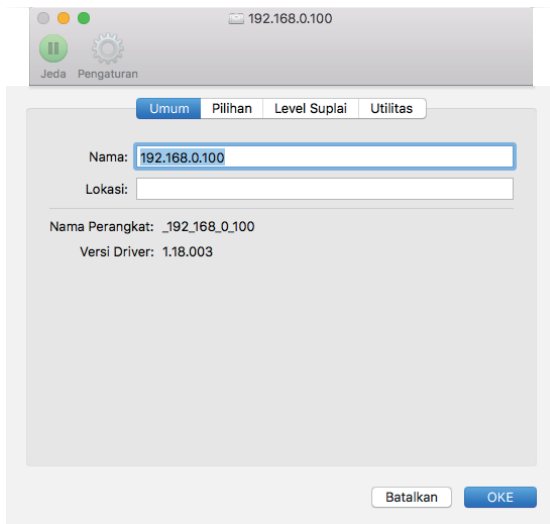 192.168.0.100
Jeda Pengaturan
Umum Pilihan Level Suplai Utilitas
Nama: 192.168.0.100
Lokasi:
Nama Perangkat: _192_168_0_100
Versi Driver: 1.18.003
Batalkan OKE